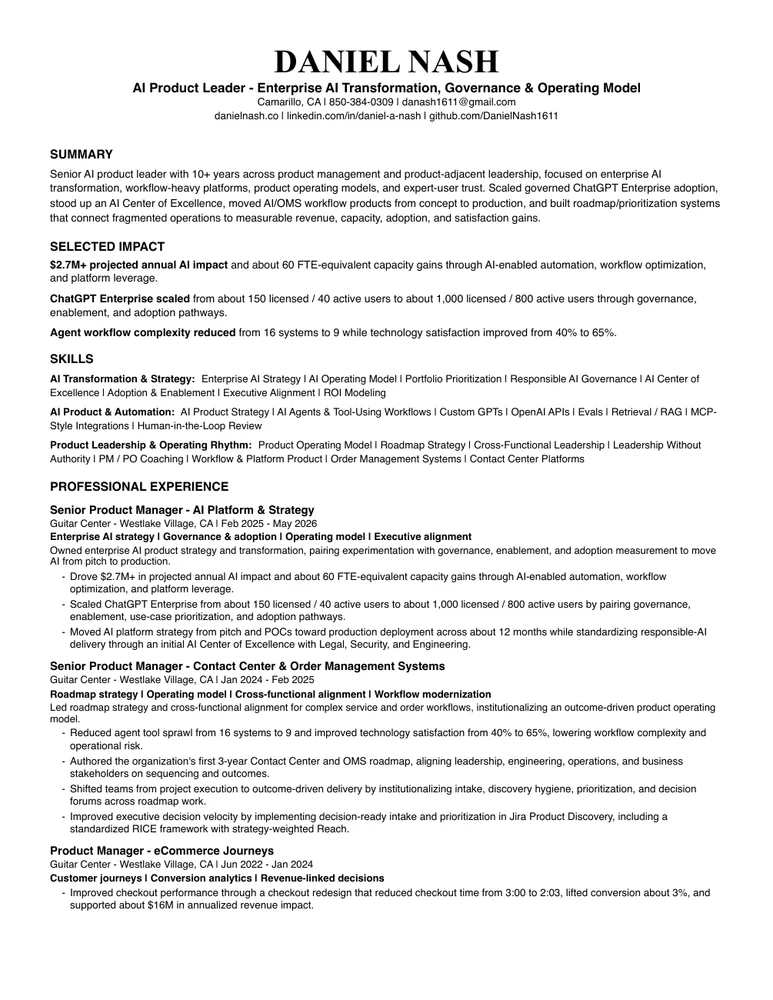 DANIEL NASH
AI Product Leader - Enterprise AI Transformation, Governance & Operating Model
Camarillo, CA | 850-384-0309 | danash1611@gmail.com
danielnash.co | linkedin.com/in/daniel-a-nash | github.com/DanielNash1611
SUMMARY
Senior AI product leader with 10+ years across product management and product-adjacent leadership, focused on enterprise AI
transformation, workflow-heavy platforms, product operating models, and expert-user trust. Scaled governed ChatGPT Enterprise adoption,
stood up an AI Center of Excellence, moved AI/OMS workflow products from concept to production, and built roadmap/prioritization systems
that connect fragmented operations to measurable revenue, capacity, adoption, and satisfaction gains.
SELECTED IMPACT
$2.7M+ projected annual AI impact and about 60 FTE-equivalent capacity gains through AI-enabled automation, workflow optimization,
and platform leverage.
ChatGPT Enterprise scaled from about 150 licensed / 40 active users to about 1,000 licensed / 800 active users through governance,
enablement, and adoption pathways.
Agent workflow complexity reduced from 16 systems to 9 while technology satisfaction improved from 40% to 65%.
SKILLS
AI Transformation & Strategy: Enterprise AI Strategy | AI Operating Model | Portfolio Prioritization | Responsible AI Governance | AI Center of
Excellence | Adoption & Enablement | Executive Alignment | ROI Modeling
AI Product & Automation: AI Product Strategy | AI Agents & Tool-Using Workflows | Custom GPTs | OpenAI APIs | Evals | Retrieval / RAG | MCP-
Style Integrations | Human-in-the-Loop Review
Product Leadership & Operating Rhythm: Product Operating Model | Roadmap Strategy | Cross-Functional Leadership | Leadership Without
Authority | PM / PO Coaching | Workflow & Platform Product | Order Management Systems | Contact Center Platforms
PROFESSIONAL EXPERIENCE
Senior Product Manager - AI Platform & Strategy
Guitar Center - Westlake Village, CA | Feb 2025 - May 2026
Enterprise AI strategy | Governance & adoption | Operating model | Executive alignment
Owned enterprise AI product strategy and transformation, pairing experimentation with governance, enablement, and adoption measurement to move
AI from pitch to production.
- Drove $2.7M+ in projected annual AI impact and about 60 FTE-equivalent capacity gains through AI-enabled automation, workflow
optimization, and platform leverage.
- Scaled ChatGPT Enterprise from about 150 licensed / 40 active users to about 1,000 licensed / 800 active users by pairing governance,
enablement, use-case prioritization, and adoption pathways.
- Moved AI platform strategy from pitch and POCs toward production deployment across about 12 months while standardizing responsible-AI
delivery through an initial AI Center of Excellence with Legal, Security, and Engineering.
Senior Product Manager - Contact Center & Order Management Systems
Guitar Center - Westlake Village, CA | Jan 2024 - Feb 2025
Roadmap strategy | Operating model | Cross-functional alignment | Workflow modernization
Led roadmap strategy and cross-functional alignment for complex service and order workflows, institutionalizing an outcome-driven product operating
model.
- Reduced agent tool sprawl from 16 systems to 9 and improved technology satisfaction from 40% to 65%, lowering workflow complexity and
operational risk.
- Authored the organization's first 3-year Contact Center and OMS roadmap, aligning leadership, engineering, operations, and business
stakeholders on sequencing and outcomes.
- Shifted teams from project execution to outcome-driven delivery by institutionalizing intake, discovery hygiene, prioritization, and decision
forums across roadmap work.
- Improved executive decision velocity by implementing decision-ready intake and prioritization in Jira Product Discovery, including a
standardized RICE framework with strategy-weighted Reach.
Product Manager - eCommerce Journeys
Guitar Center - Westlake Village, CA | Jun 2022 - Jan 2024
Customer journeys | Conversion analytics | Revenue-linked decisions
- Improved checkout performance through a checkout redesign that reduced checkout time from 3:00 to 2:03, lifted conversion about 3%, and
supported about $16M in annualized revenue impact.